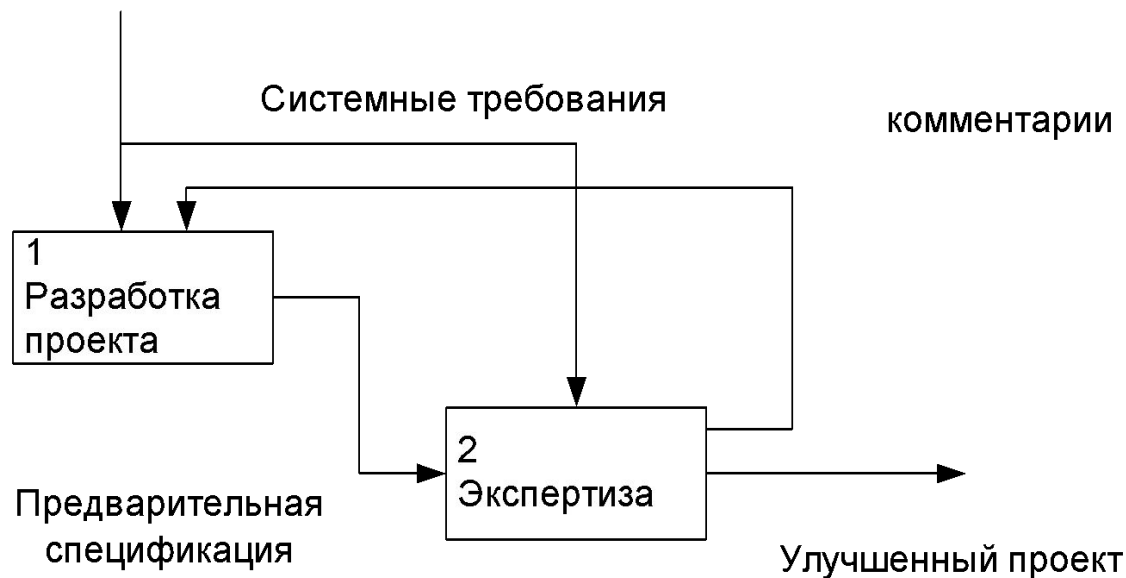 Системные требования
комментарии
1
Разработка
проекта
2
Экспертиза
Предварительная
спецификация
Улучшенный проект